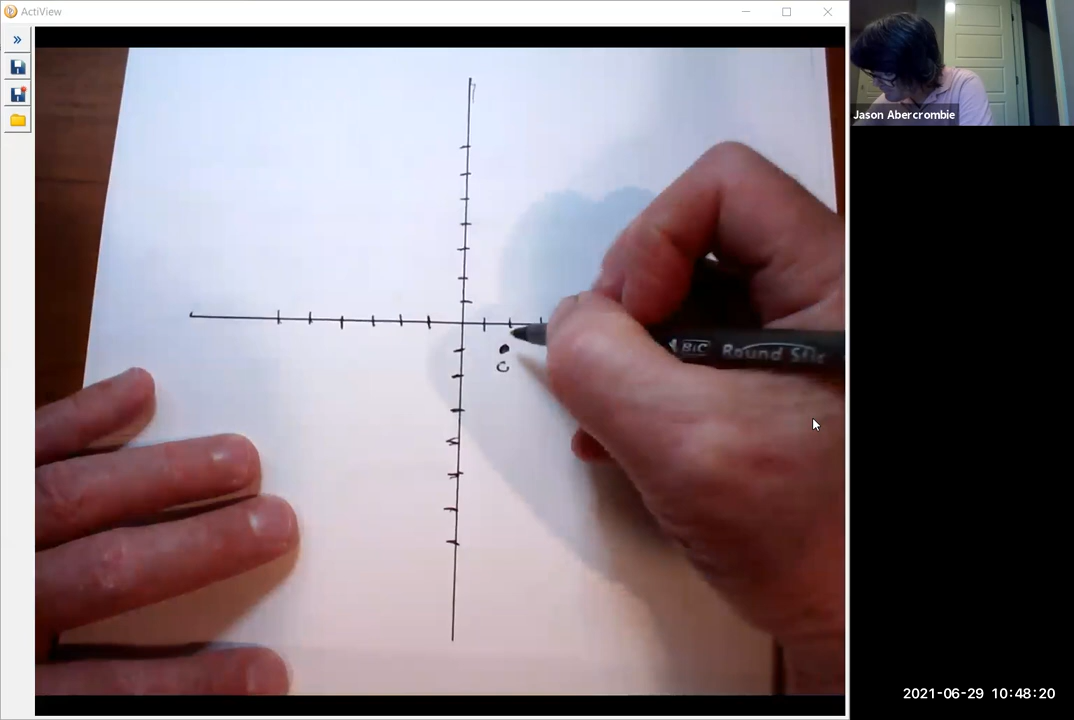 ActiView
»
Jason Abercrombie
BIC Round Stic
C
2021-06-29 10:48:20